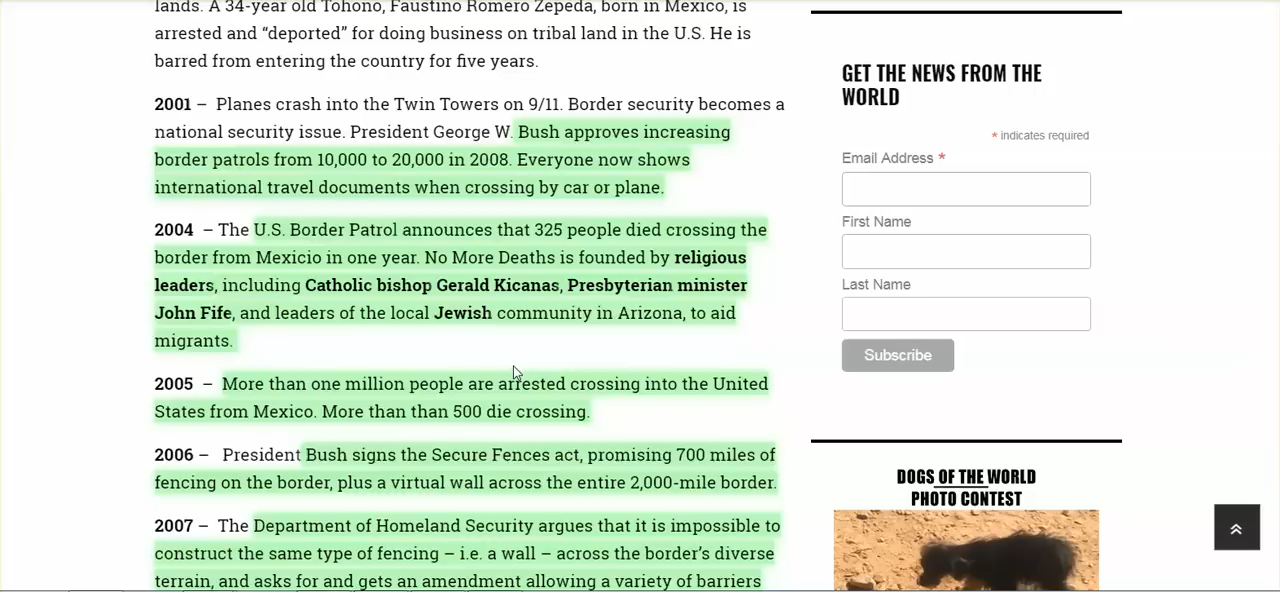 lands. A 34-year old Tohono, Faustino Romero Zepeda, born in Mexico, is
arrested and “deported” for doing business on tribal land in the U.S. He is
barred from entering the country for five years.
2001 – Planes crash into the Twin Towers on 9/11. Border security becomes a
national security issue. President George W. Bush approves increasing
border patrols from 10,000 to 20,000 in 2008. Everyone now shows
international travel documents when crossing by car or plane.
2004 – The U.S. Border Patrol announces that 325 people died crossing the
border from Mexicio in one year. No More Deaths is founded by religious
leaders, including Catholic bishop Gerald Kicanas, Presbyterian minister
John Fife, and leaders of the local Jewish community in Arizona, to aid
migrants.
2005 – More than one million people are arrested crossing into the United
States from Mexico. More than than 500 die crossing.
2006 – President Bush signs the Secure Fences act, promising 700 miles of
fencing on the border, plus a virtual wall across the entire 2,000-mile border.
2007 – The Department of Homeland Security argues that it is impossible to
construct the same type of fencing – i.e. a wall – across the border’s diverse
terrain, and asks for and gets an amendment allowing a variety of barriers
GET THE NEWS FROM THE
WORLD
* indicates required
Email Address *
First Name
Last Name
Subscribe
DOGS OF THE WORLD
PHOTO CONTEST